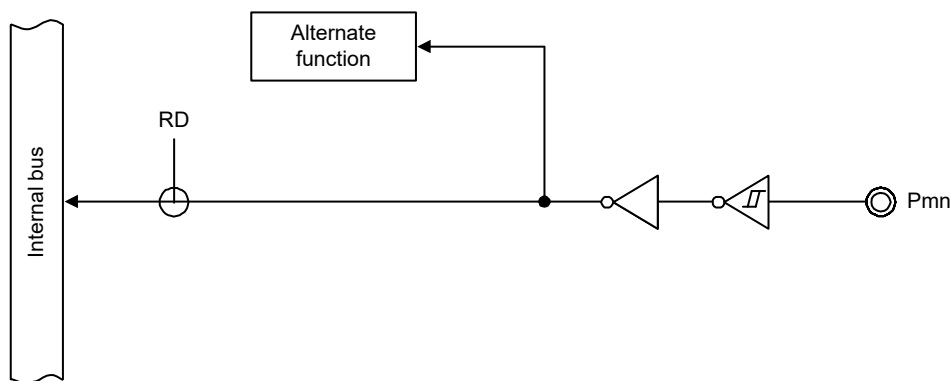 Alternate
function
RD
Internal bus
Pmn